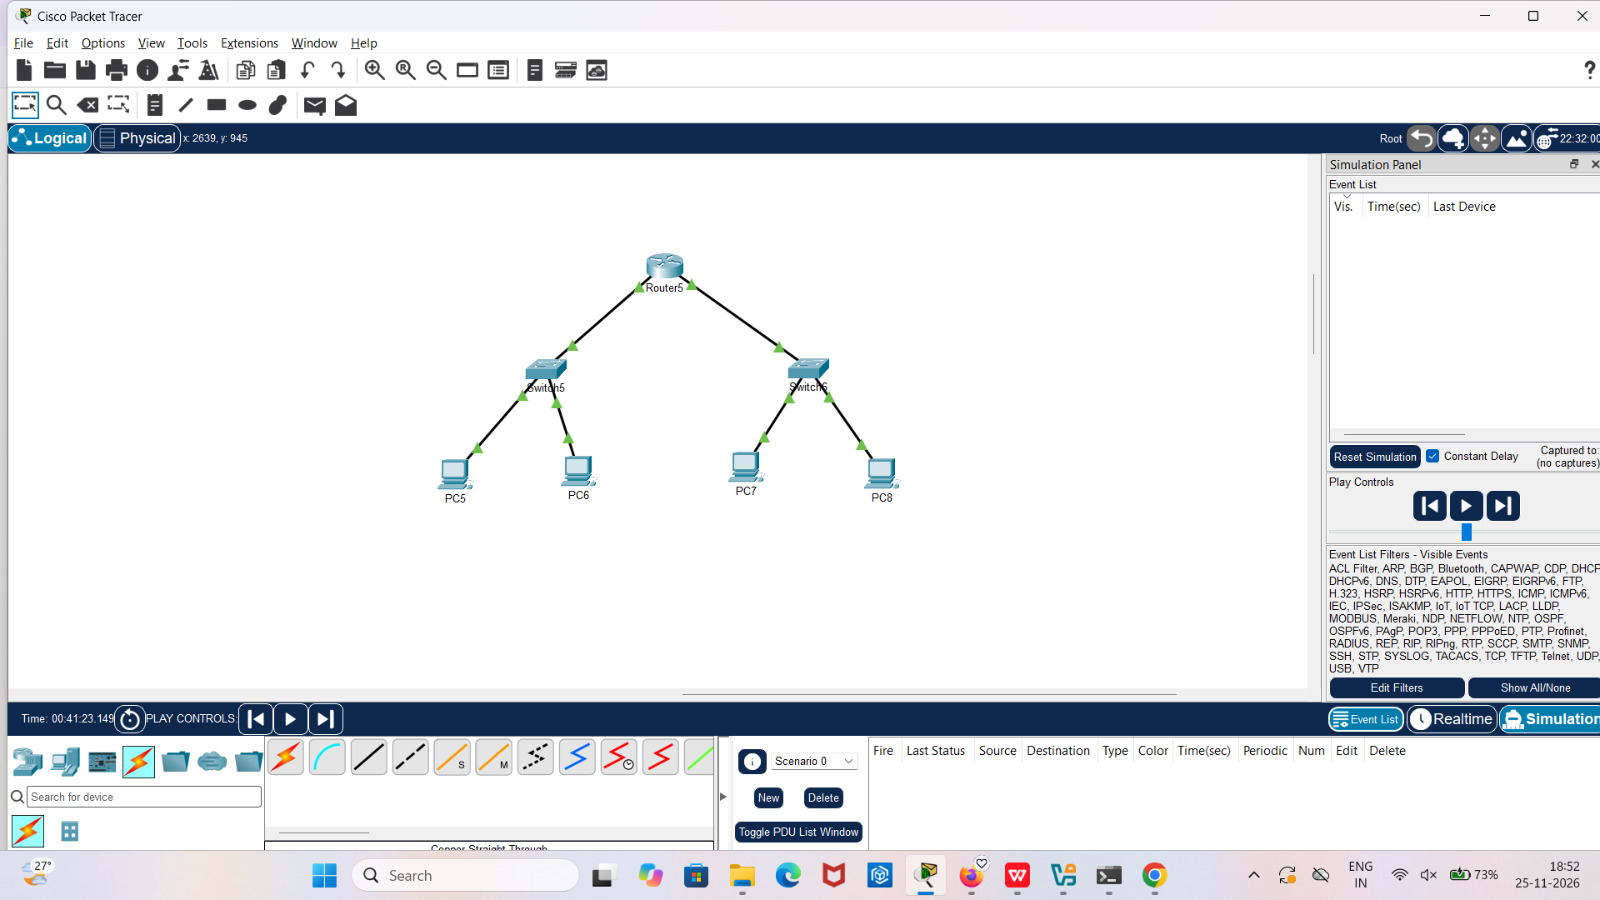 Cisco Packet Tracer
File Edit Options View Tools Extensions Window Help
Logical Physical x: 2639, y: 945 Root 22:32:00
Simulation Panel
Event List
Vis. Time(sec) Last Device
Router5
Switch5
Switch6
PC5
PC6
PC7
PC8
Reset Simulation Constant Delay Captured to:
(no captures)
Play Controls
Event List Filters - Visible Events
ACL Filter, ARP, BGP, Bluetooth, CAPWAP, CDP, DHCP
DHCPv6, DNS, DTP, EAPOL, EIGRP, EIGRPv6, FTP,
H.323, HSRP, HSRPv6, HTTP, HTTPS, ICMP, ICMPv6,
IEC, IPSec, ISAKMP, IoT, IoT TCP, LACP, LLDP,
MODBUS, Meraki, NDP, NETFLOW, NTP, OSPF,
OSPFv6, PAgP, POP3, PPP, PPPoED, PTP, Profinet,
RADIUS, REP, RIP, RIPng, RTP, SCCP, SMTP, SNMP,
SSH, STP, SYSLOG, TACACS, TCP, TFTP, Telnet, UDP,
USB, VTP
Edit Filters Show All/None
Time: 00:41:23.149 PLAY CONTROLS: Event List Realtime Simulation
S M
Scenario 0
Fire Last Status Source Destination Type Color Time(sec) Periodic Num Edit Delete
Search for device
New Delete
Toggle PDU List Window
Copper Straight-Through
27°
Search
ENG
IN
73%
18:52
25-11-2026